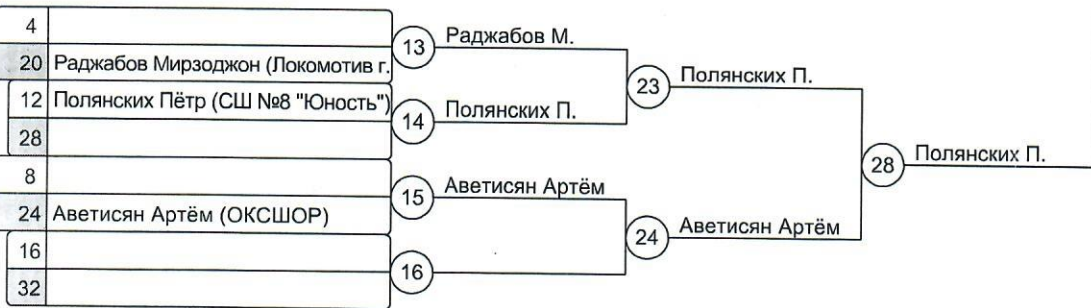 4
13 Раджабов М.
20 Раджабов Мирзоджон (Локомотив г.
23 Полянских П.
12 Полянских Пётр (СШ №8 "Юность")
14 Полянских П.
28
28 Полянских П.
8
15 Аветисян Артём
24 Аветисян Артём (ОКСШОР)
24 Аветисян Артём
16
16
32